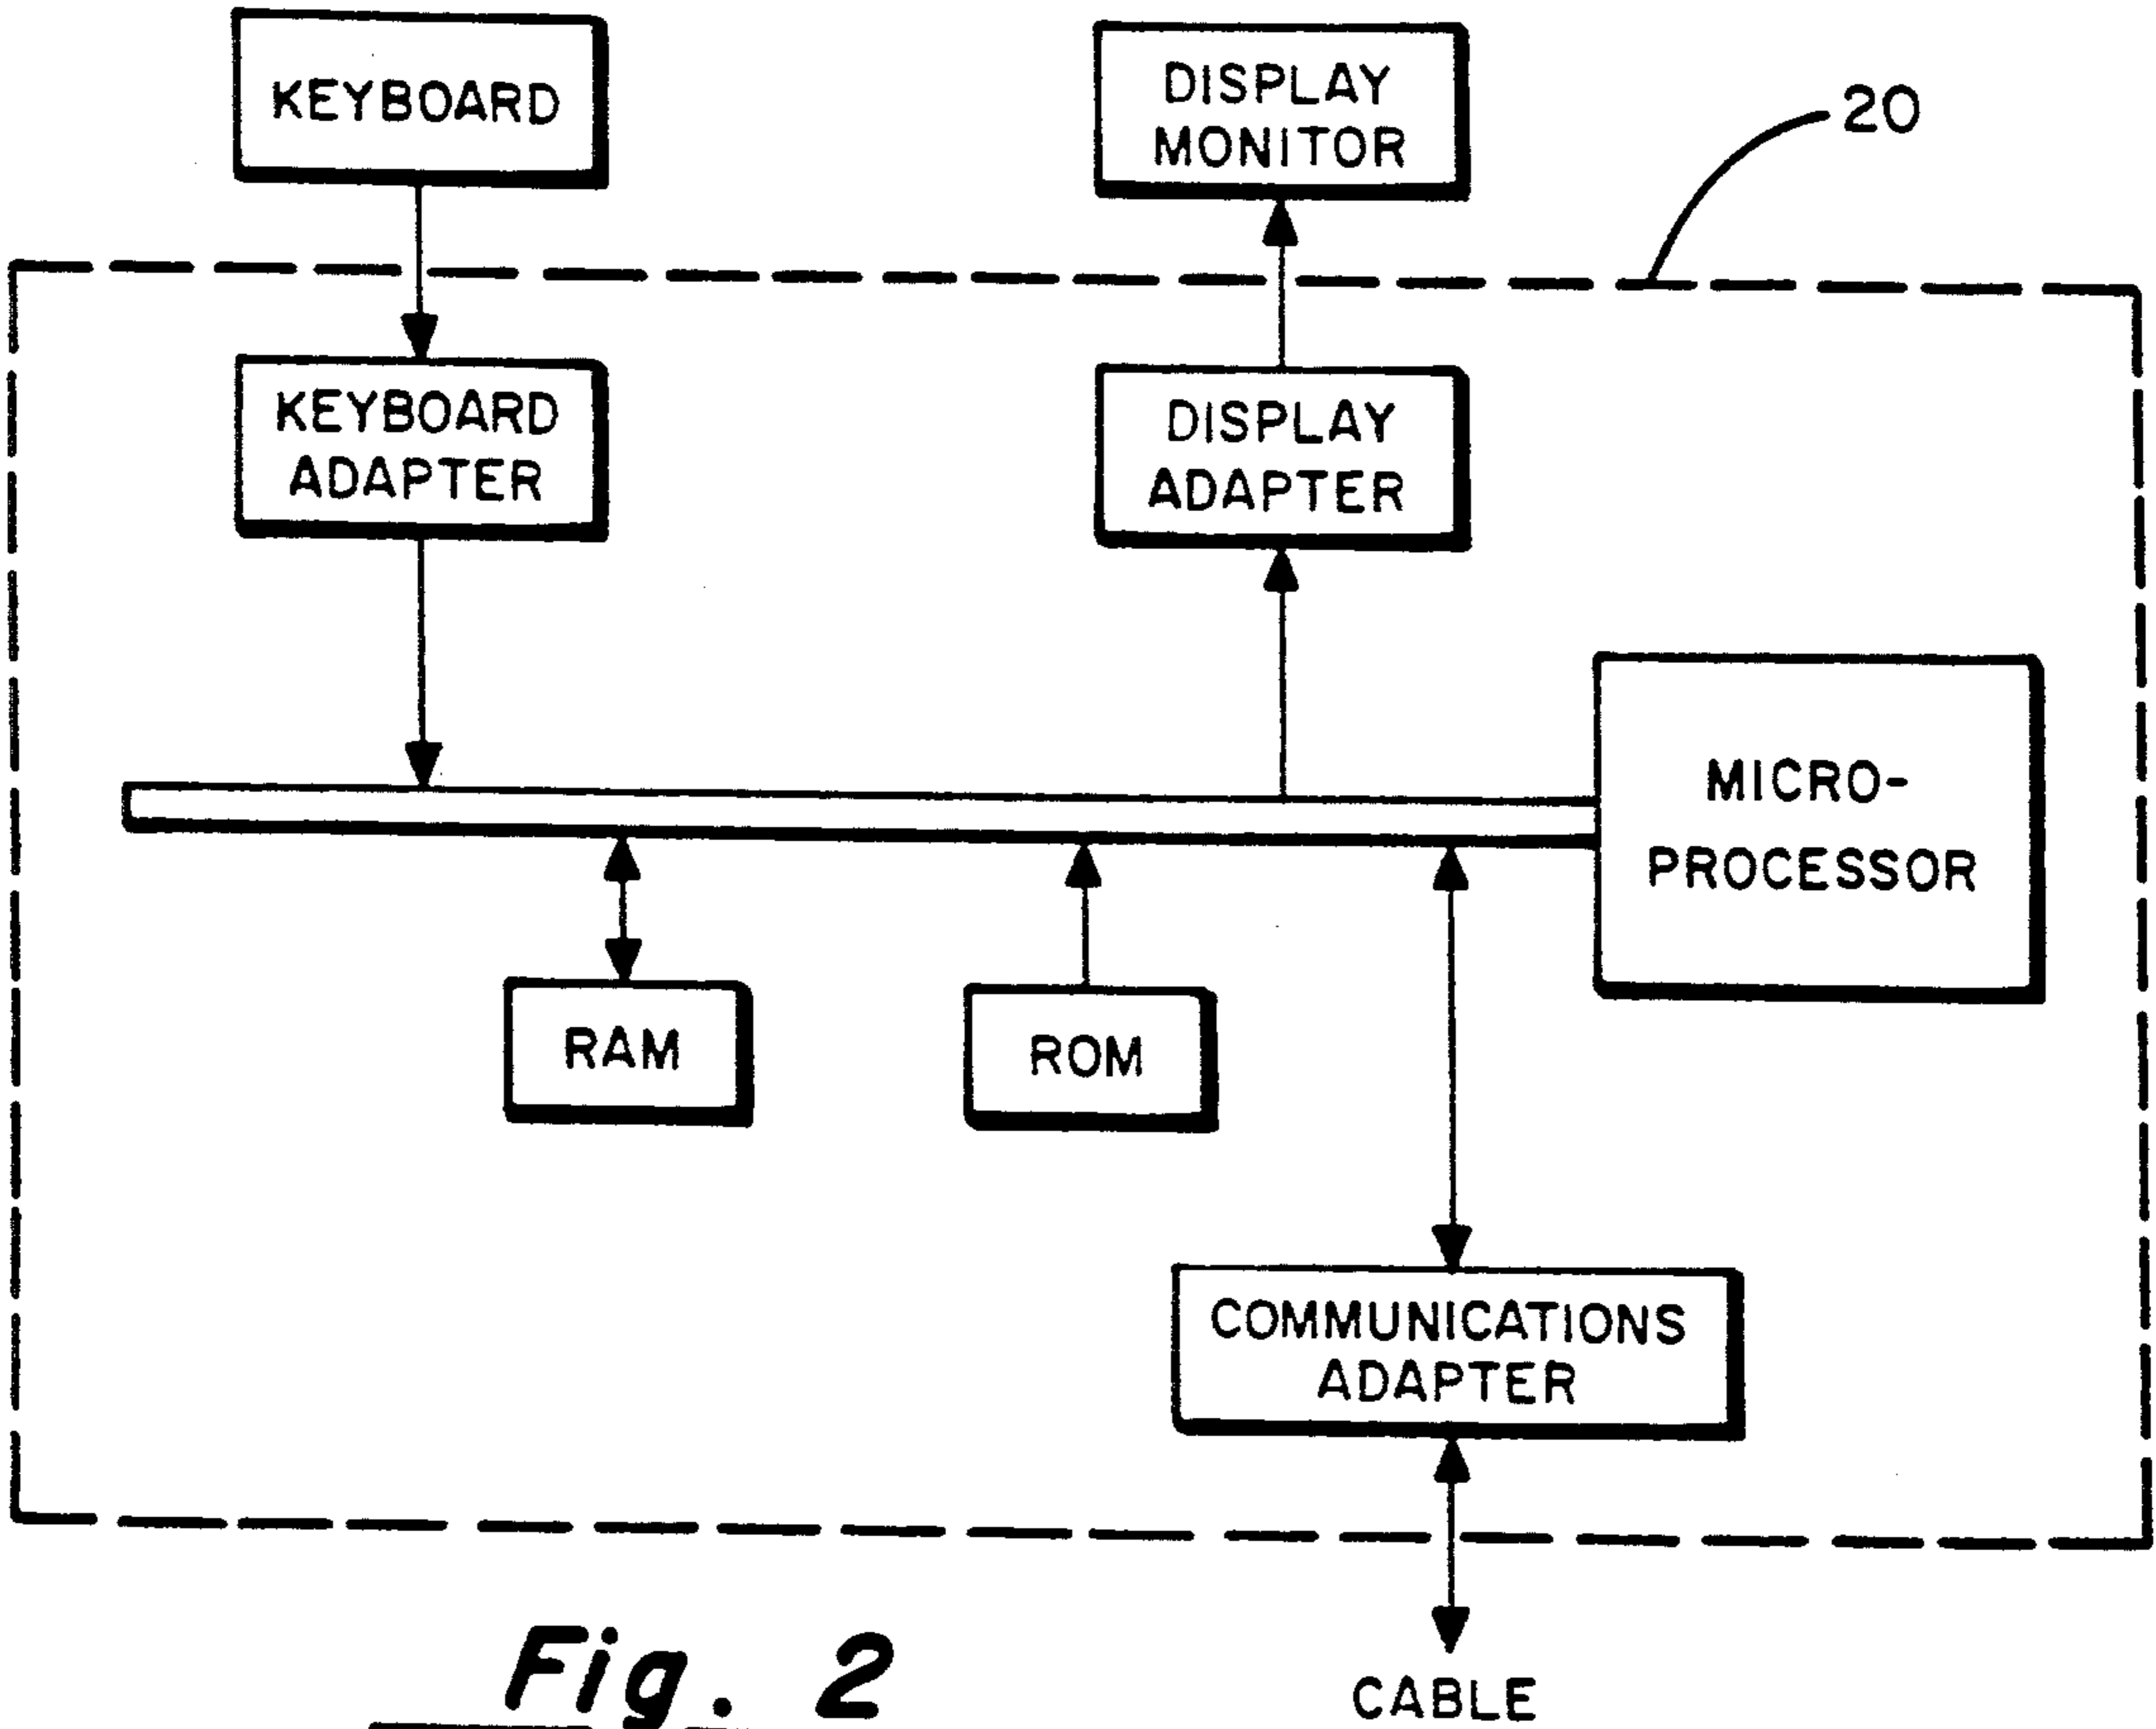 KEYBOARD
DISPLAY
MONITOR
20
KEYBOARD
ADAPTER
DISPLAY
ADAPTER
MICRO-
PROCESSOR
RAM
ROM
COMMUNICATIONS
ADAPTER
CABLE
Fig. 2